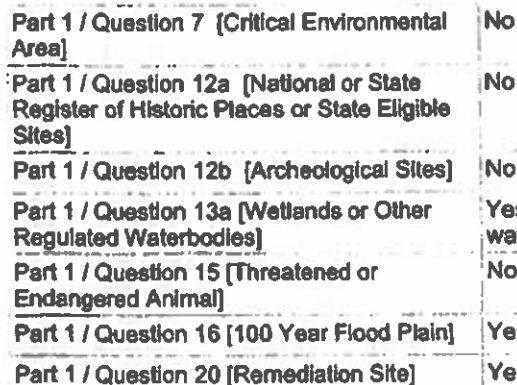 Part 1 / Question 7 [Critical Environmental Area] No
Part 1 / Question 12a [National or State Register of Historic Places or State Eligible Sites] No
Part 1 / Question 12b [Archeological Sites] No
Part 1 / Question 13a [Wetlands or Other Regulated Waterbodies]
Part 1 / Question 15 [Threatened or Endangered Animal] No
Part 1 / Question 16 [100 Year Flood Plain]
Part 1 / Question 20 [Remediation Site]